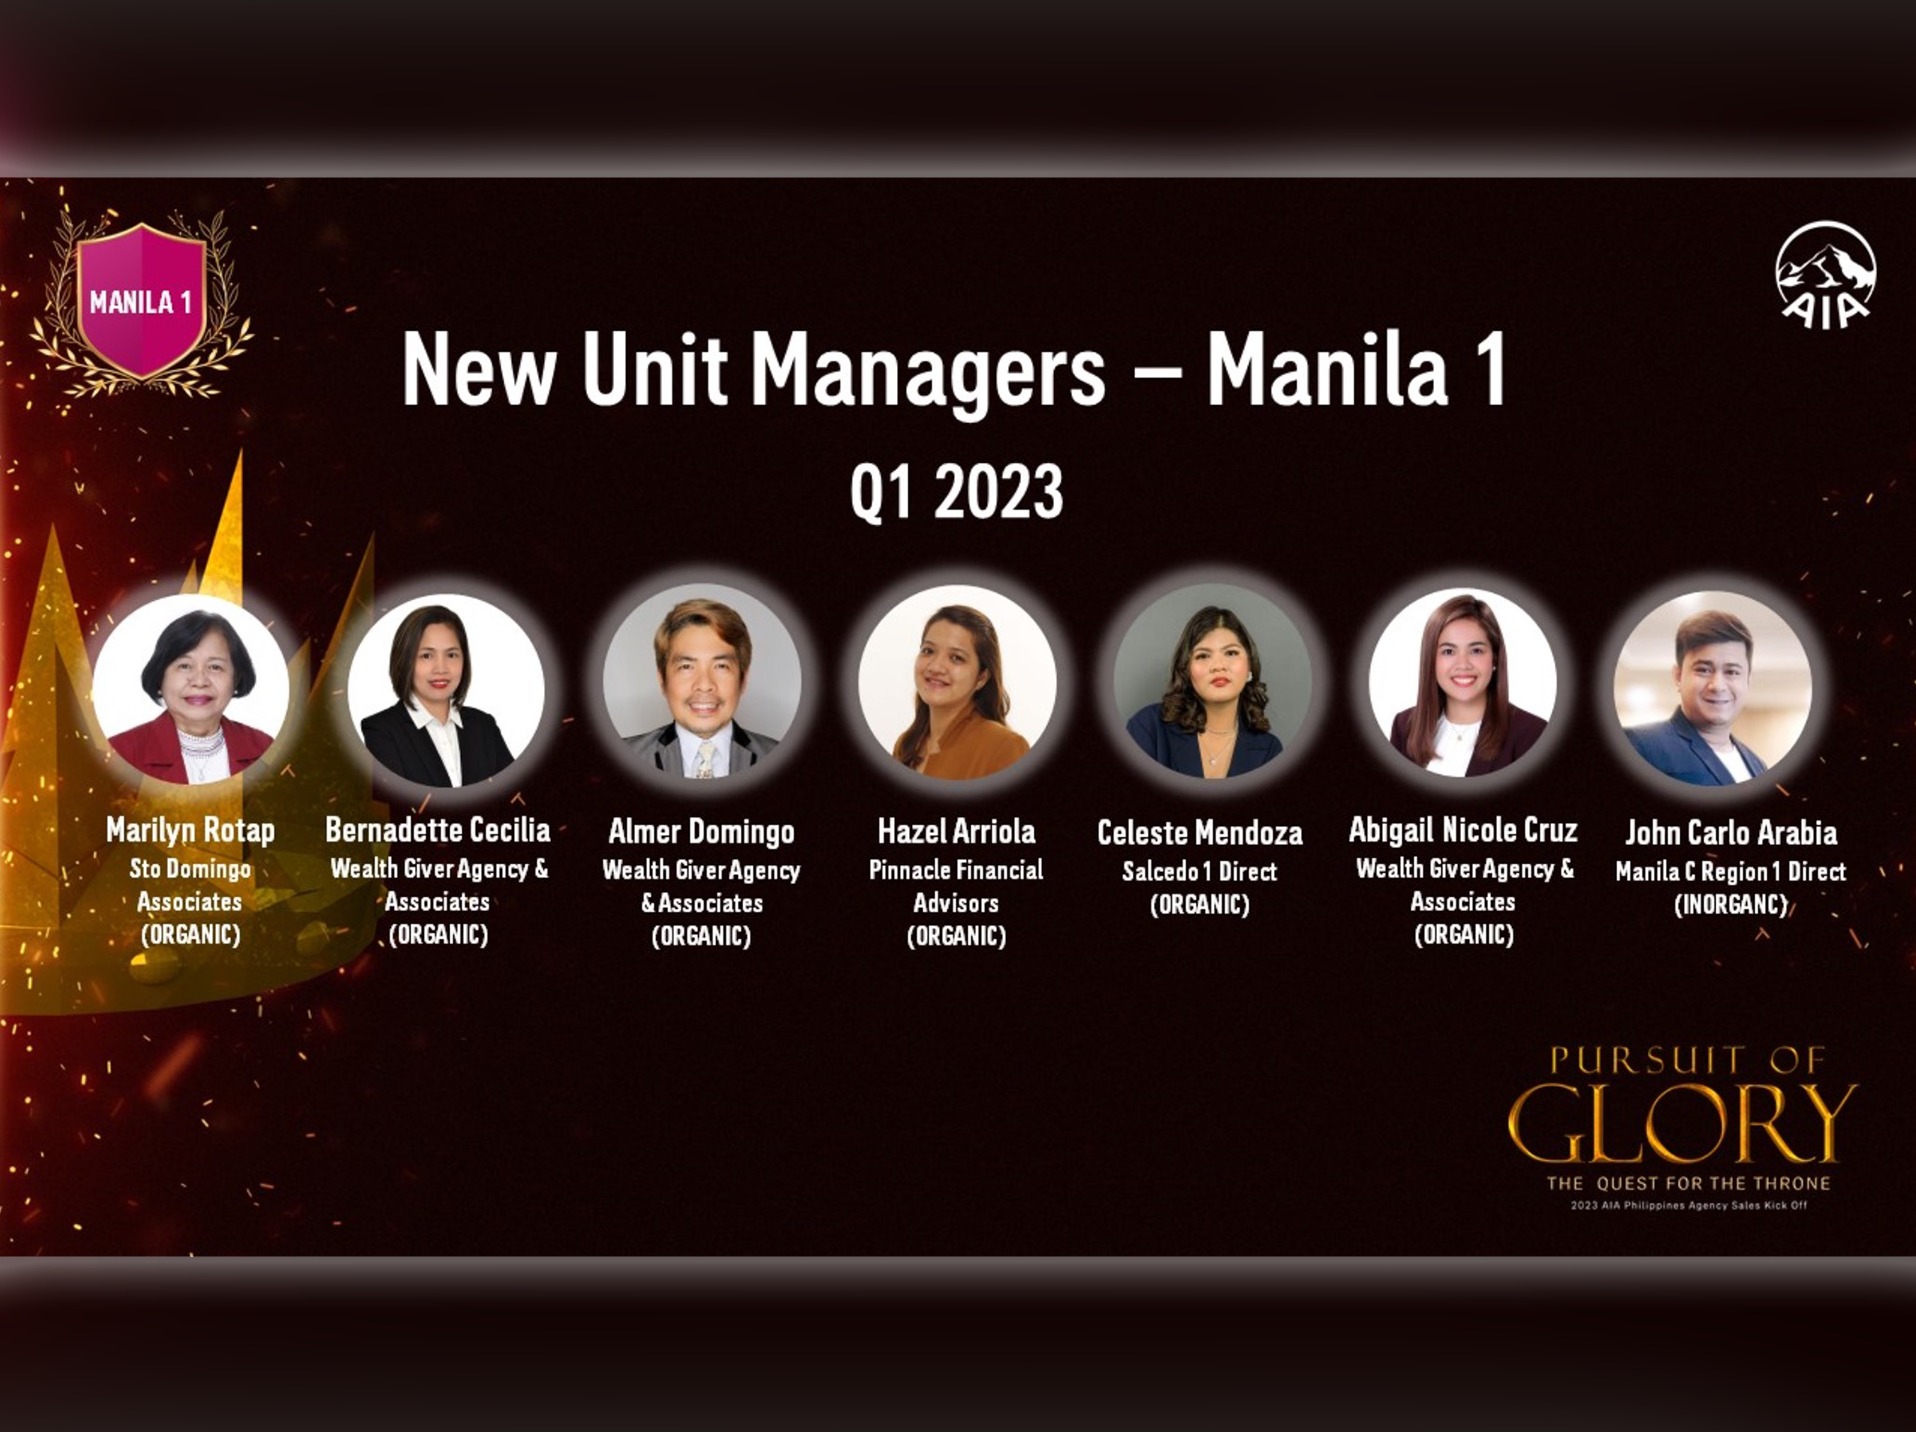 MANILA 1
AIA
New Unit Managers – Manila 1
Q1 2023
Marilyn Rotap
Sto Domingo
Associates
(ORGANIC)
Bernadette Cecilia
Wealth Giver Agency &
Associates
(ORGANIC)
Almer Domingo
Wealth Giver Agency
& Associates
(ORGANIC)
Hazel Arriola
Pinnacle Financial
Advisors
(ORGANIC)
Celeste Mendoza
Salcedo 1 Direct
(ORGANIC)
Abigail Nicole Cruz
Wealth Giver Agency &
Associates
(ORGANIC)
John Carlo Arabia
Manila C Region 1 Direct
(INORGANC)
PURSUIT OF
GLORY
THE QUEST FOR THE THRONE
2023 AIA Philippines Agency Sales Kick Off